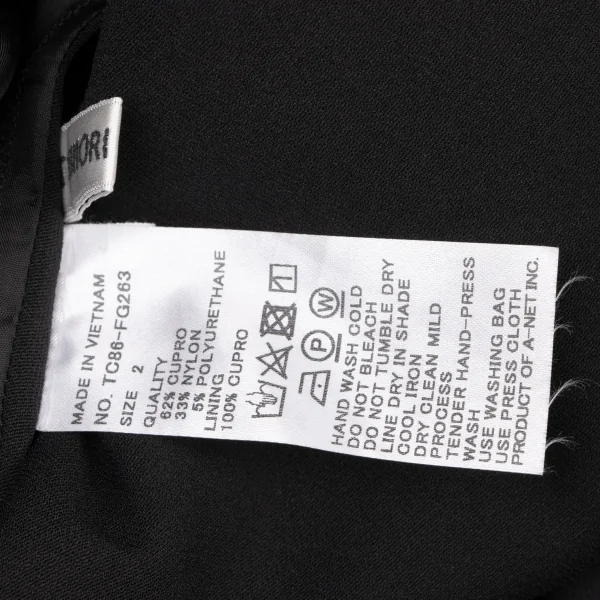 MADE IN VIETNAM
NO. TC86-FG263
SIZE 2
QUALITY
62% CUPRO
33% NYLON
5% POLYURETHANE
LINING
100% CUPRO
P W
HAND WASH COLD
DO NOT BLEACH
DO NOT TUMBLE DRY
LINE DRY IN SHADE
COOL IRON
DRY CLEAN MILD
PROCESS
TENDER HAND-PRESS
WASH
USE WASHING BAG
USE PRESS CLOTH
PRODUCT OF A-NET INC.